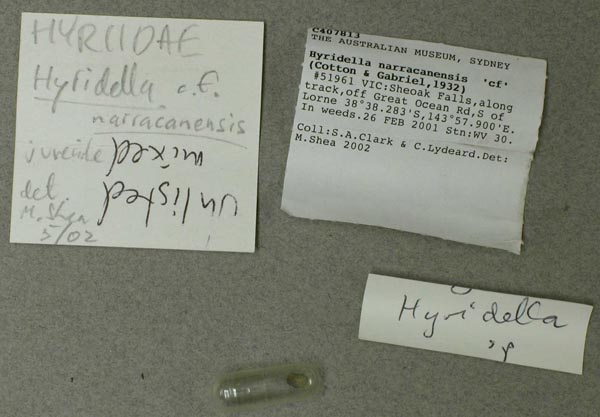 HYRIIDAE
Hyridella c.f.
narracanensis
juvenile
det
M. Shea
5/02
unlisted
mixed
C407813
THE AUSTRALIAN MUSEUM, SYDNEY
Hyridella narracanensis 'cf'
(Cotton & Gabriel,1932)
#51961 VIC:Sheoak Falls,along
track,off Great Ocean Rd,S of
Lorne 38°38.283'S,143°57.900'E.
In weeds.26 FEB 2001 Stn:WV 30.
Coll:S.A.Clark & C.Lydeard.Det:
M.Shea 2002
Hyridella
sp